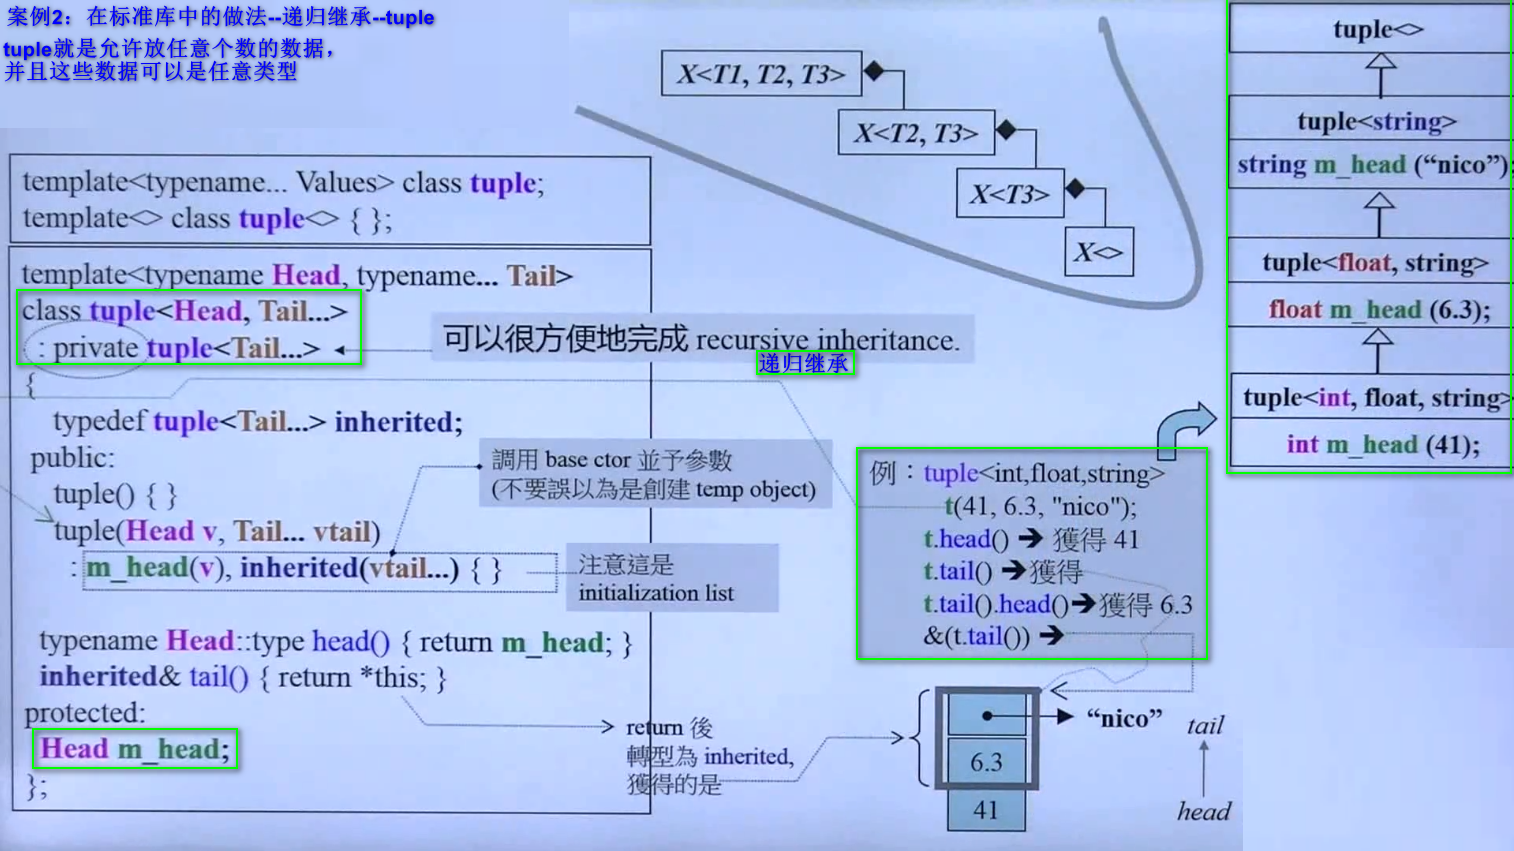 案例2：在标准库中的做法--递归继承--tuple
tuple就是允许放任意个数的数据，
并且这些数据可以是任意类型
template<typename... Values> class tuple;
template<> class tuple<> { };
template<typename Head, typename... Tail>
class tuple<Head, Tail...>
: private tuple<Tail...>
{
typedef tuple<Tail...> inherited;
public:
tuple() { }
tuple(Head v, Tail... vtail)
: m_head(v), inherited(vtail...) { }
typename Head::type head() { return m_head; }
inherited& tail() { return *this; }
protected:
Head m_head;
};
可以很方便地完成 recursive inheritance.
递归继承
調用 base ctor 並予參數
(不要誤以為是創建 temp object)
注意這是
initialization list
return 後
轉型為 inherited,
獲得的是
X<T1, T2, T3>
X<T2, T3>
X<T3>
X<>
例：tuple<int,float,string>
t(41, 6.3, "nico");
t.head() ➔ 獲得 41
t.tail() ➔獲得
t.tail().head()➔獲得 6.3
&(t.tail()) ➔
“nico”
6.3
41
tail
head
tuple<>
tuple<string>
string m_head (“nico”);
tuple<float, string>
float m_head (6.3);
tuple<int, float, string>
int m_head (41);